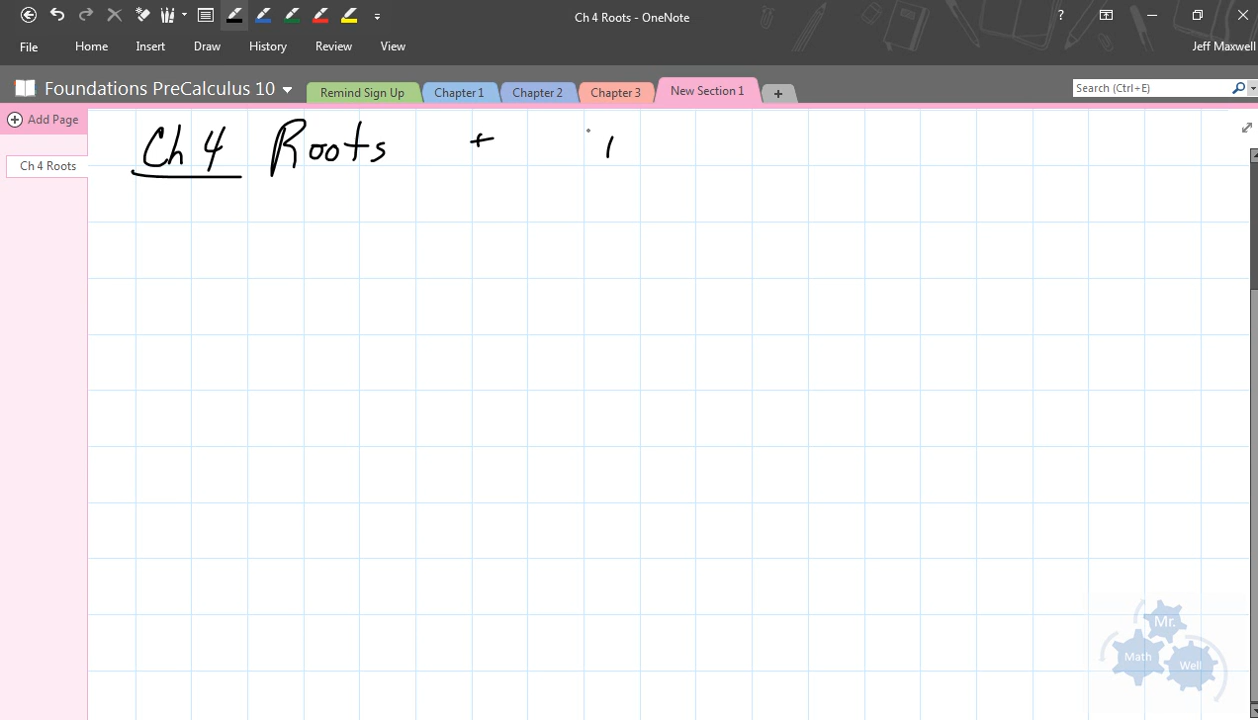 Ch 4 Roots - OneNote
?
File
Home
Insert
Draw
History
Review
View
Jeff Maxwell
Foundations PreCalculus 10
Remind Sign Up
Chapter 1
Chapter 2
Chapter 3
New Section 1
+
Search (Ctrl+E)
Add Page
Ch 4 Roots
Ch 4 Roots +
Mr.
Math
Well